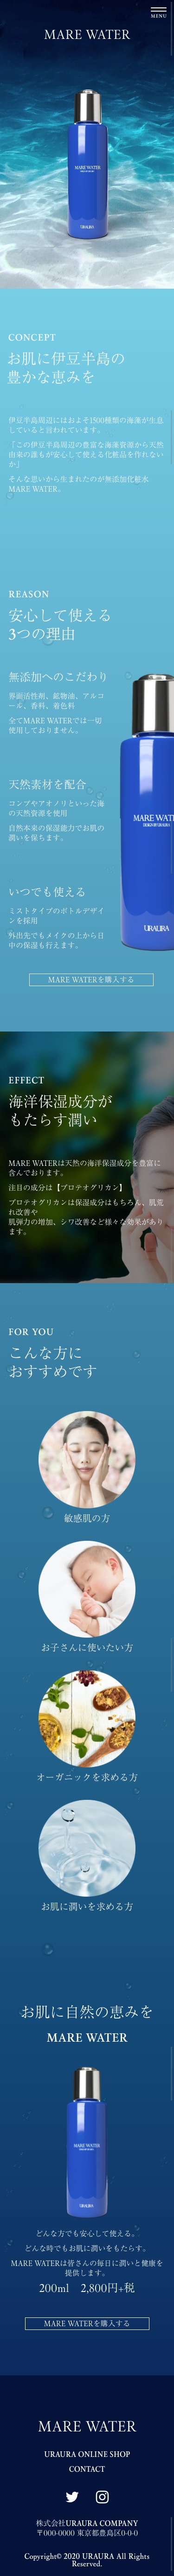 MENU
MARE WATER
MARE WATER
URAURA
CONCEPT
お肌に伊豆半島の
豊かな恵みを
伊豆半島周辺にはおよそ1500種類の海藻が生息
していると言われています。
「この伊豆半島周辺の豊富な海藻資源から天然
由来の誰もが安心して使える化粧品を作れない
か」
そんな思いから生まれたのが無添加化粧水
MARE WATER。
REASON
安心して使える
3つの理由
無添加へのこだわり
界面活性剤、鉱物油、アルコ
ール、香料、着色料
全てMARE WATERでは一切
使用しておりません。
天然素材を配合
コンブやアオノリといった海
の天然資源を使用
自然本来の保湿能力でお肌の
潤いを保ちます。
いつでも使える
ミストタイプのボトルデザイ
ンを採用
外出先でもメイクの上から日
中の保湿も行えます。
MARE WAT
DESIGN BY URAURA
URAURA
MARE WATERを購入する
EFFECT
海洋保湿成分が
もたらす潤い
MARE WATERは天然の海洋保湿成分を豊富に
含んでおります。
注目の成分は【プロテオグリカン】
プロテオグリカンは保湿成分はもちろん、肌荒
れ改善や
肌弾力の増加、シワ改善など様々な効果があり
ます。
FOR YOU
こんな方に
おすすめです
敏感肌の方
お子さんに使いたい方
オーガニックを求める方
お肌に潤いを求める方
お肌に自然の恵みを
MARE WATER
MARE WATER
URAURA
どんな方でも安心して使える。
どんな時でもお肌に潤いをもたらす。
MARE WATERは皆さんの毎日に潤いと健康を
提供します。
200ml 2,800円+税
MARE WATERを購入する
MARE WATER
URAURA ONLINE SHOP
CONTACT
株式会社URAURA COMPANY
〒000-0000 東京都豊島区0-0-0
Copyright© 2020 URAURA All Rights
Reserved.